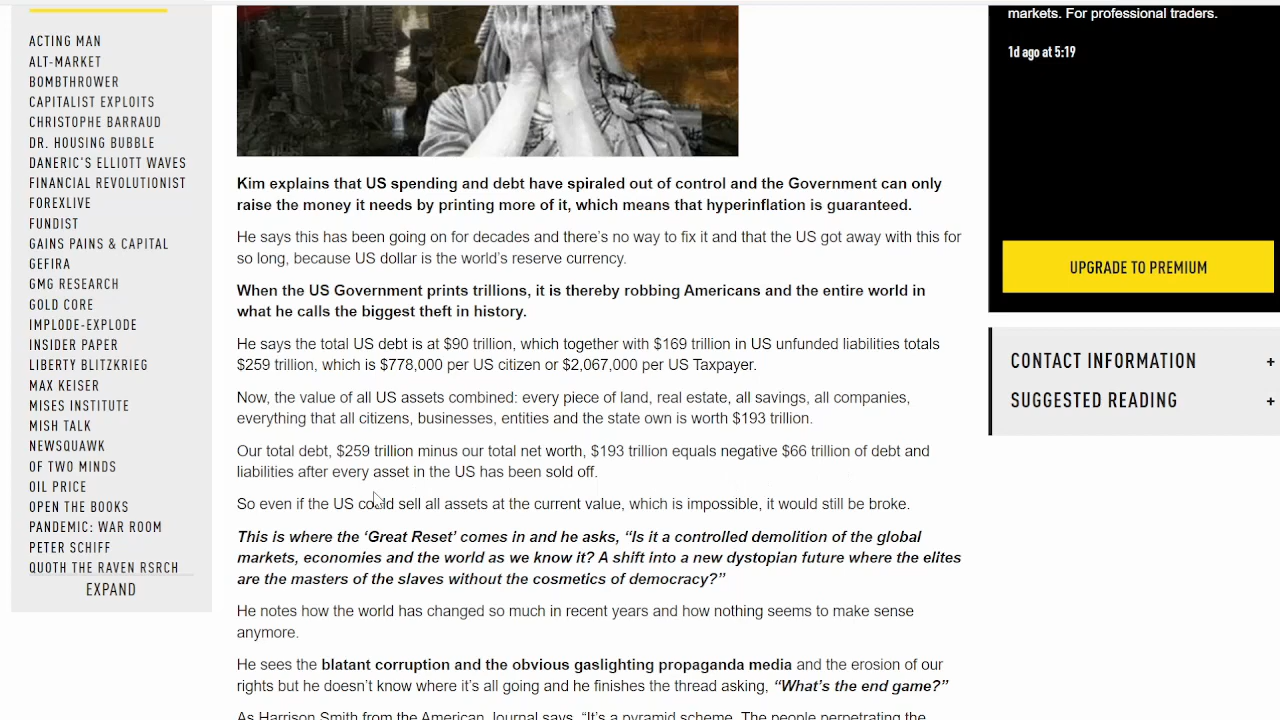 ACTING MAN
ALT-MARKET
BOMBTHROWER
CAPITALIST EXPLOITS
CHRISTOPHE BARRAUD
DR. HOUSING BUBBLE
DANERIC'S ELLIOTT WAVES
FINANCIAL REVOLUTIONIST
FOREXLIVE
FUNDIST
GAINS PAINS & CAPITAL
GEFIRA
GMG RESEARCH
GOLD CORE
IMPLODE-EXPLODE
INSIDER PAPER
LIBERTY BLITZKRIEG
MAX KEISER
MISES INSTITUTE
MISH TALK
NEWSQUAWK
OF TWO MINDS
OIL PRICE
OPEN THE BOOKS
PANDEMIC: WAR ROOM
PETER SCHIFF
QUOTH THE RAVEN RSRCH
EXPAND
Kim explains that US spending and debt have spiraled out of control and the Government can only
raise the money it needs by printing more of it, which means that hyperinflation is guaranteed.
He says this has been going on for decades and there’s no way to fix it and that the US got away with this for
so long, because US dollar is the world’s reserve currency.
When the US Government prints trillions, it is thereby robbing Americans and the entire world in
what he calls the biggest theft in history.
He says the total US debt is at $90 trillion, which together with $169 trillion in US unfunded liabilities totals
$259 trillion, which is $778,000 per US citizen or $2,067,000 per US Taxpayer.
Now, the value of all US assets combined: every piece of land, real estate, all savings, all companies,
everything that all citizens, businesses, entities and the state own is worth $193 trillion.
Our total debt, $259 trillion minus our total net worth, $193 trillion equals negative $66 trillion of debt and
liabilities after every asset in the US has been sold off.
So even if the US could sell all assets at the current value, which is impossible, it would still be broke.
This is where the ‘Great Reset’ comes in and he asks, “Is it a controlled demolition of the global
markets, economies and the world as we know it? A shift into a new dystopian future where the elites
are the masters of the slaves without the cosmetics of democracy?”
He notes how the world has changed so much in recent years and how nothing seems to make sense
anymore.
He sees the blatant corruption and the obvious gaslighting propaganda media and the erosion of our
rights but he doesn’t know where it’s all going and he finishes the thread asking, “What’s the end game?”
As Harrison Smith from the American Journal says, “It’s a pyramid scheme. The people perpetrating the
markets. For professional traders.
1d ago at 5:19
UPGRADE TO PREMIUM
CONTACT INFORMATION +
SUGGESTED READING +